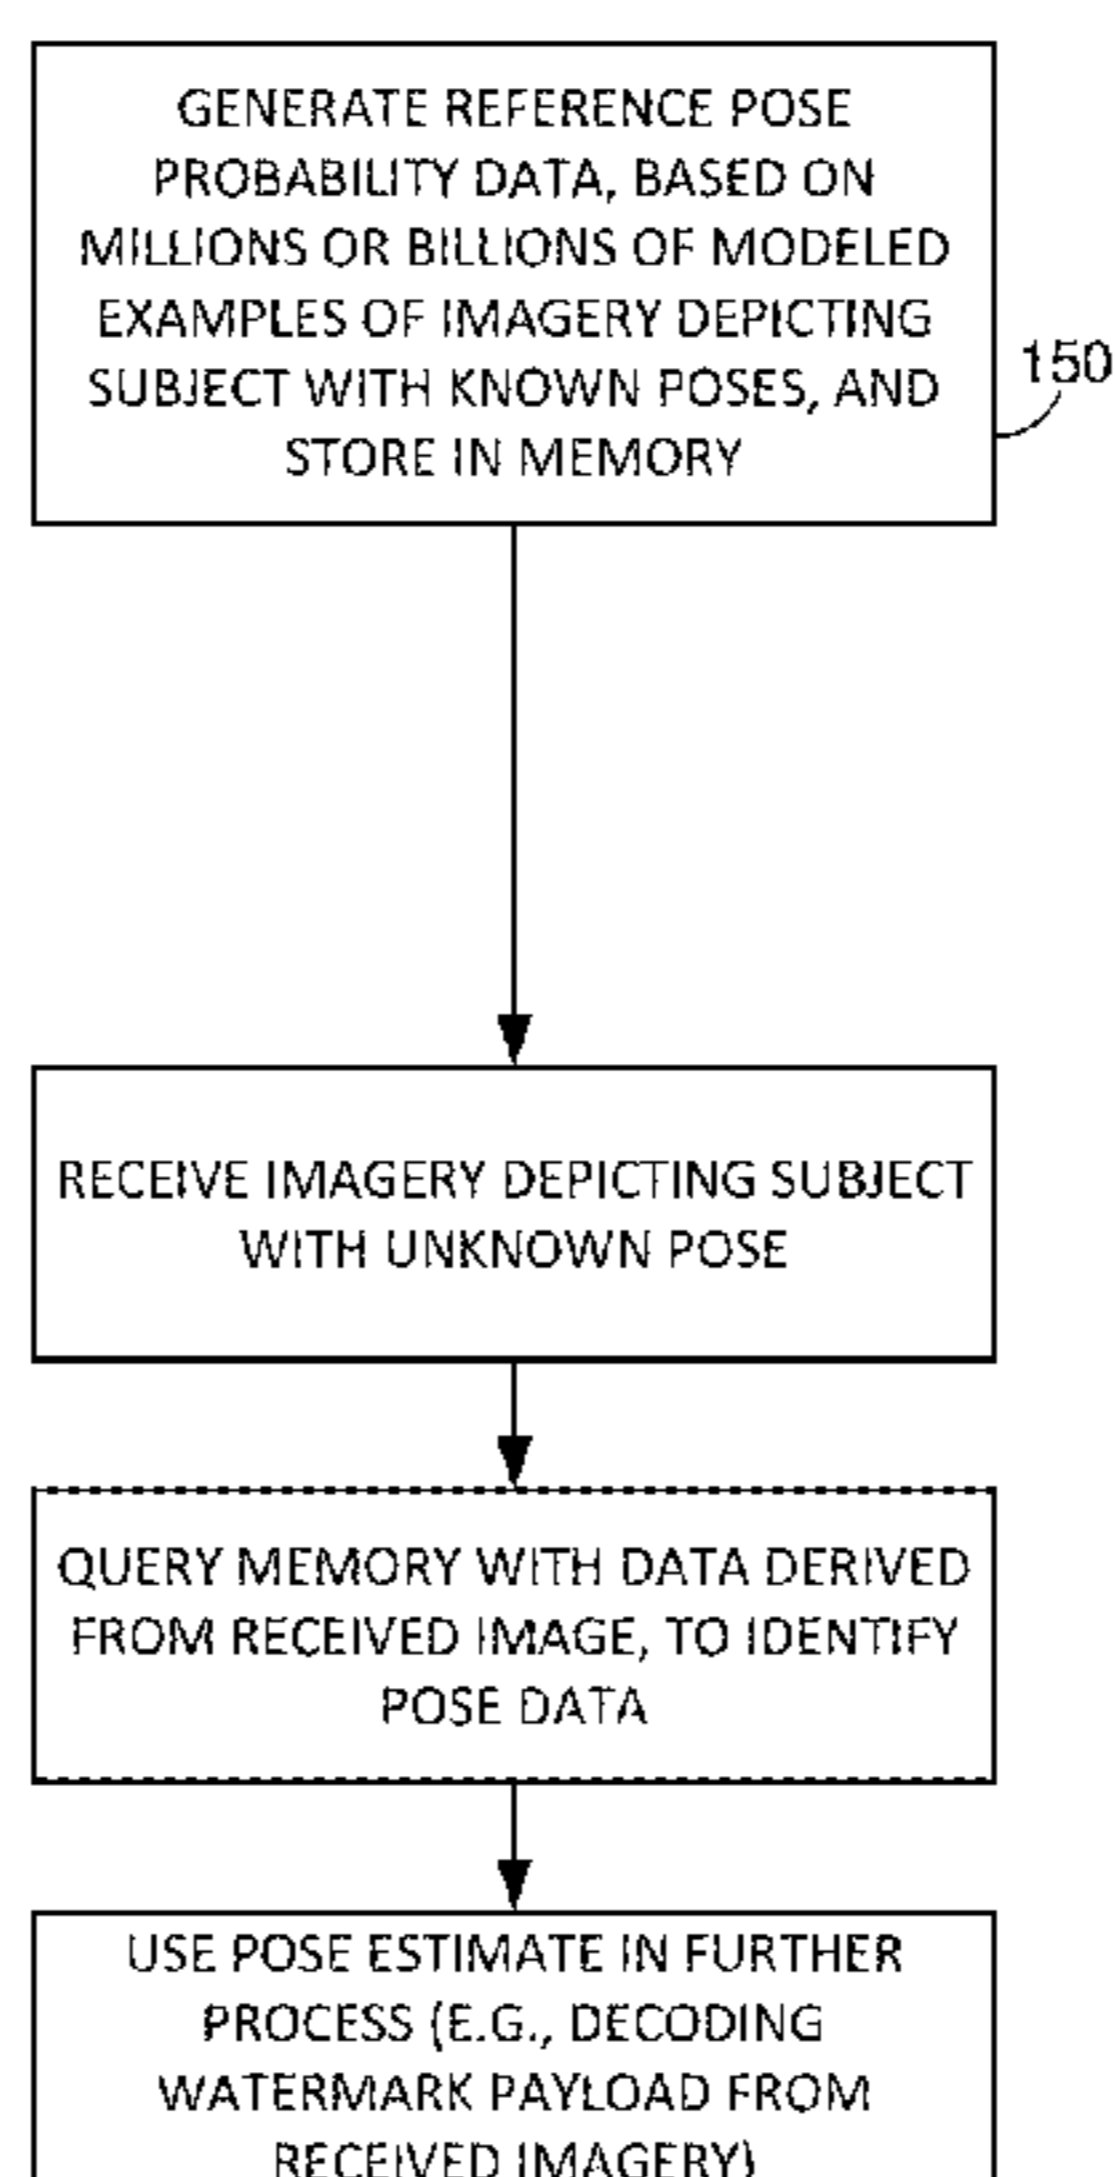 GENERATE REFERENCE POSE
PROBABILITY DATA, BASED ON
MILLIONS OR BILLIONS OF MODELED
EXAMPLES OF IMAGERY DEPICTING
SUBJECT WITH KNOWN POSES, AND
STORE IN MEMORY
150
RECEIVE IMAGERY DEPICTING SUBJECT
WITH UNKNOWN POSE
QUERY MEMORY WITH DATA DERIVED
FROM RECEIVED IMAGE, TO IDENTIFY
POSE DATA
USE POSE ESTIMATE IN FURTHER
PROCESS (E.G., DECODING
WATERMARK PAYLOAD FROM
RECEIVED IMAGERY)